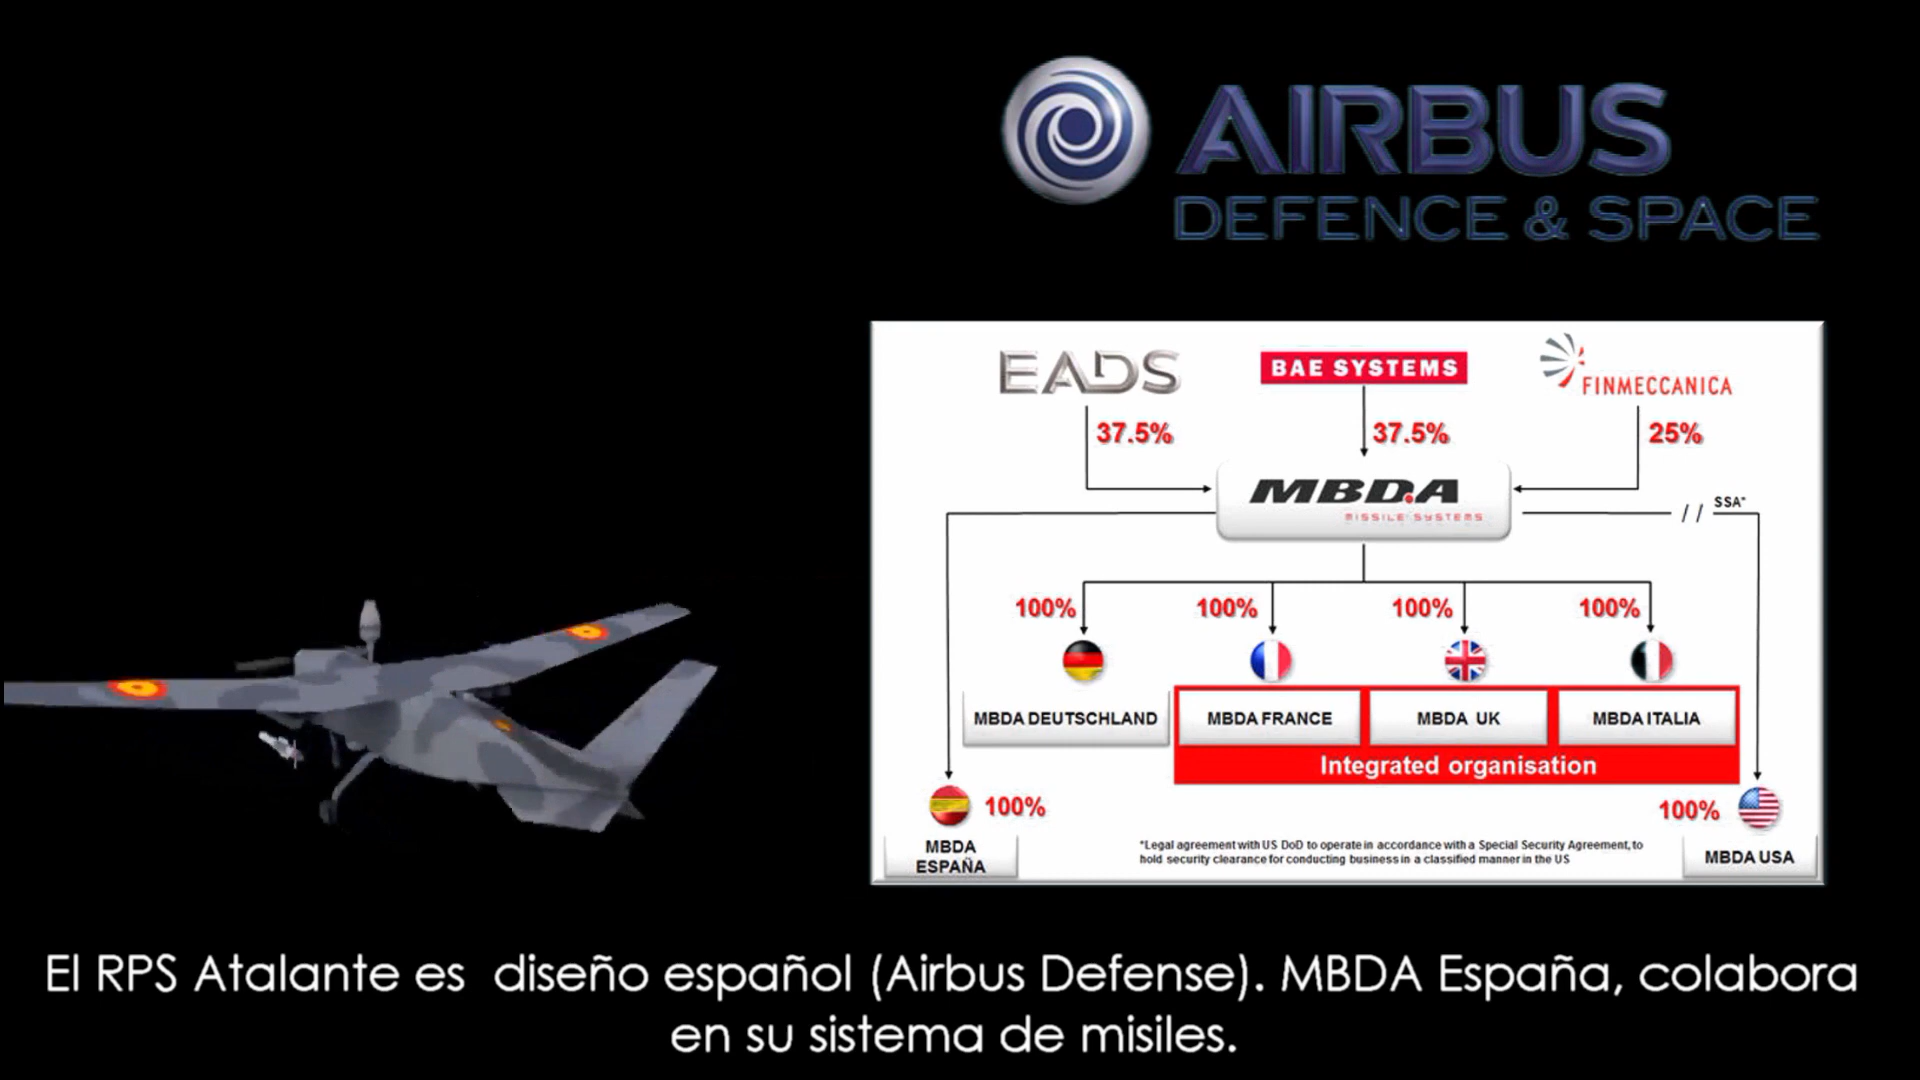 AIRBUS
DEFENCE & SPACE
EADS
BAE SYSTEMS
FINMECCANICA
37.5%
37.5%
25%
MBDA
MISSILE SYSTEMS
SSA*
100%
100%
100%
100%
MBDA DEUTSCHLAND
MBDA FRANCE
MBDA UK
MBDA ITALIA
Integrated organisation
100%
100%
MBDA
ESPAÑA
*Legal agreement with US DoD to operate in accordance with a Special Security Agreement, to
hold security clearance for conducting business in a classified manner in the US
MBDA USA
El RPS Atalante es diseño español (Airbus Defense). MBDA España, colabora
en su sistema de misiles.